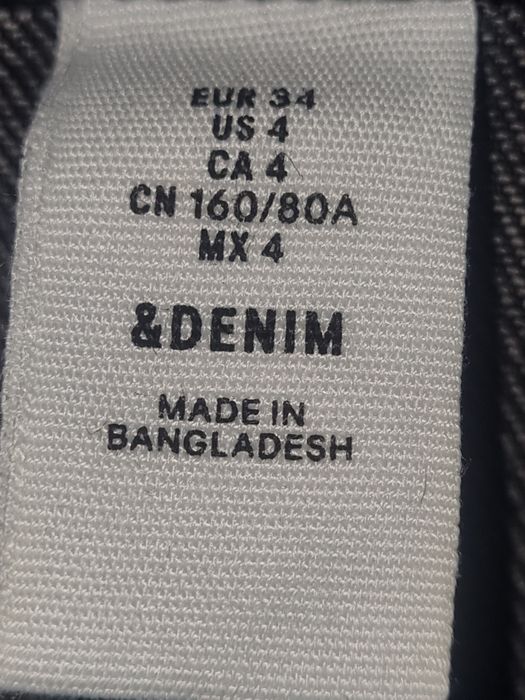 EUR 34
US 4
CA 4
CN 160/80A
MX 4
&DENIM
MADE IN
BANGLADESH